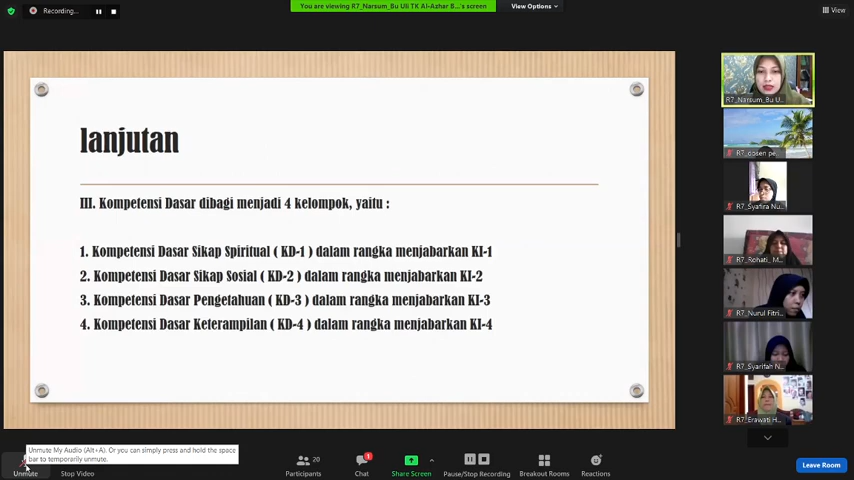 Recording...
You are viewing R7_Narsum_Bu Uli TK Al-Azhar B...'s screen
View Options
View
lanjutan
III. Kompetensi Dasar dibagi menjadi 4 kelompok, yaitu :
1. Kompetensi Dasar Sikap Spiritual ( KD-1 ) dalam rangka menjabarkan KI-1
2. Kompetensi Dasar Sikap Sosial ( KD-2 ) dalam rangka menjabarkan KI-2
3. Kompetensi Dasar Pengetahuan ( KD-3 ) dalam rangka menjabarkan KI-3
4. Kompetensi Dasar Keterampilan ( KD-4 ) dalam rangka menjabarkan KI-4
R7_Narsum_Bu U...
R7_absen pe...
R7_Syafira Nu...
R7_Rohati_ M...
R7_Nurul Fitri...
R7_Syarifah N...
R7_Erawati H...
Unmute My Audio (Alt+A). Or you can simply press and hold the space
bar to temporarily unmute.
Unmute
Stop Video
20
Participants
1
Chat
Share Screen
Pause/Stop Recording
Breakout Rooms
Reactions
Leave Room